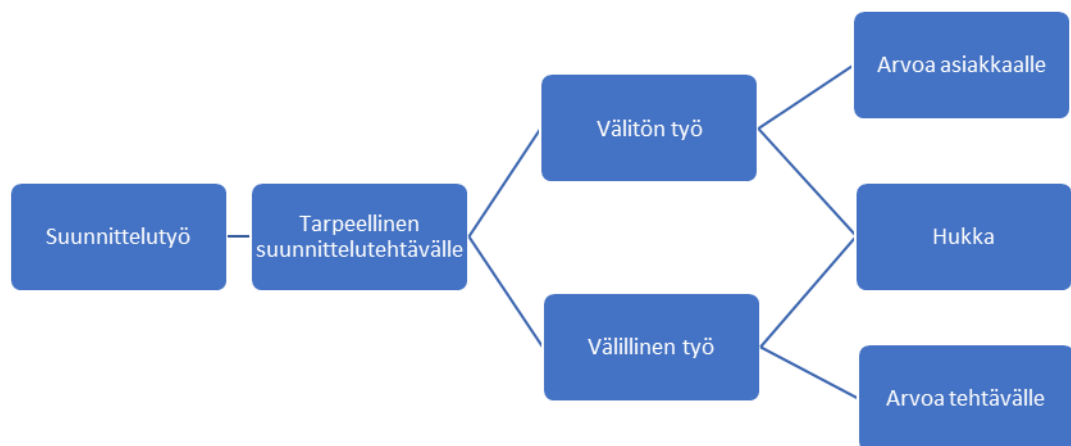 Suunnittelutyö
Tarpeellinen
suunnittelutehtävälle
Välitön työ
Välillinen työ
Arvoa asiakkaalle
Hukka
Arvoa tehtävälle